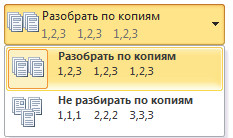 Разобрать по копиям
1,2,3 1,2,3 1,2,3
Разобрать по копиям
1,2,3 1,2,3 1,2,3
Не разбирать по копиям
1,1,1 2,2,2 3,3,3